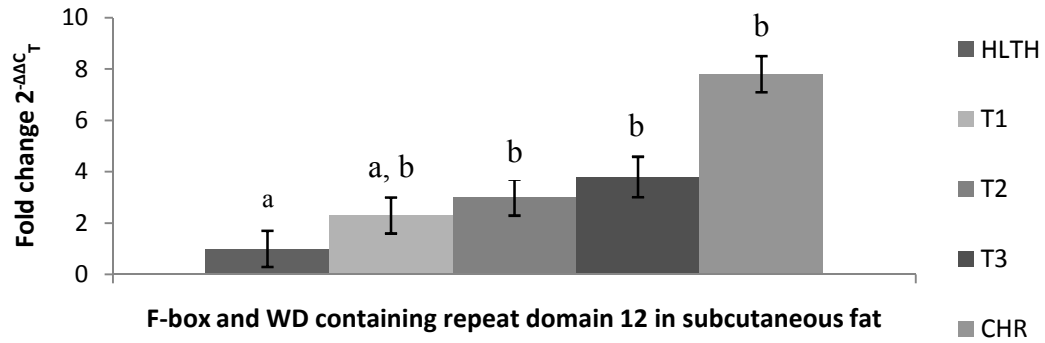 10
8
6
4
2
0
Fold change 2^-ΔΔC_T
a
a, b
b
b
b
F-box and WD containing repeat domain 12 in subcutaneous fat
HLTH
T1
T2
T3
CHR